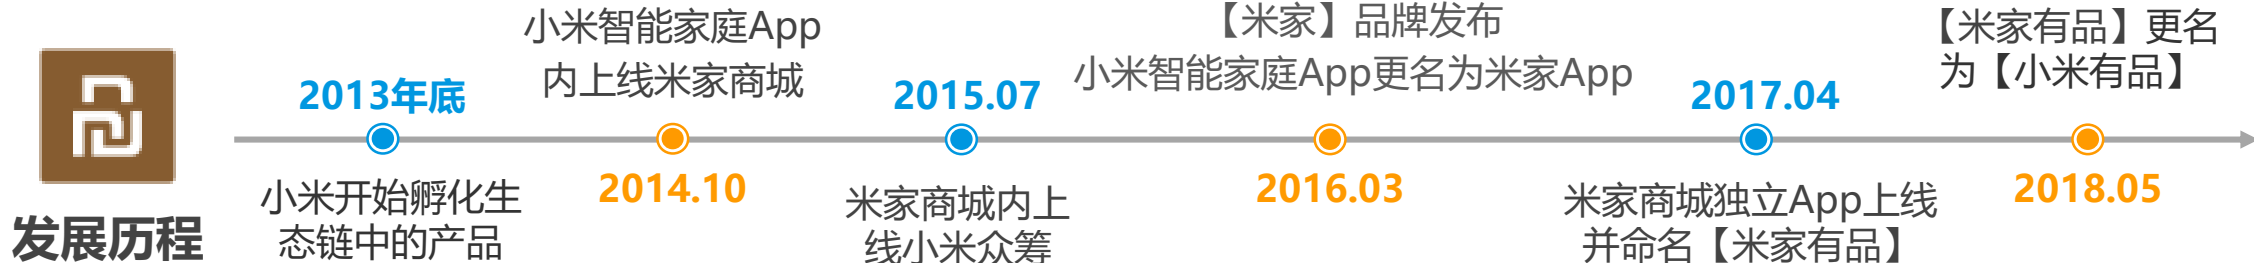 发展历程
2013年底
小米开始孵化生
态链中的产品
小米智能家庭App
内上线米家商城
2014.10
2015.07
米家商城内上
线小米众筹
【米家】品牌发布
小米智能家庭App更名为米家App
2016.03
2017.04
米家商城独立App上线
并命名【米家有品】
【米家有品】更名
为【小米有品】
2018.05